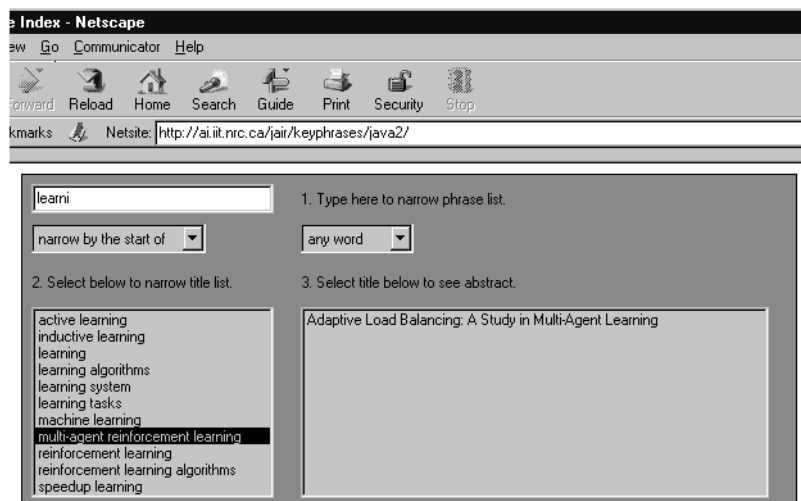 e Index - Netscape
ew Go Communicator Help
orward Reload Home Search Guide Print Security Stop
kmarks Netsite: http://ai.iit.nrc.ca/jair/keyphrases/java2/
learni 1. Type here to narrow phrase list.
narrow by the start of any word
2. Select below to narrow title list. 3. Select title below to see abstract.
active learning Adaptive Load Balancing: A Study in Multi-Agent Learning
inductive learning
learning
learning algorithms
learning system
learning tasks
machine learning
multi-agent reinforcement learning
reinforcement learning
reinforcement learning algorithms
speedup learning